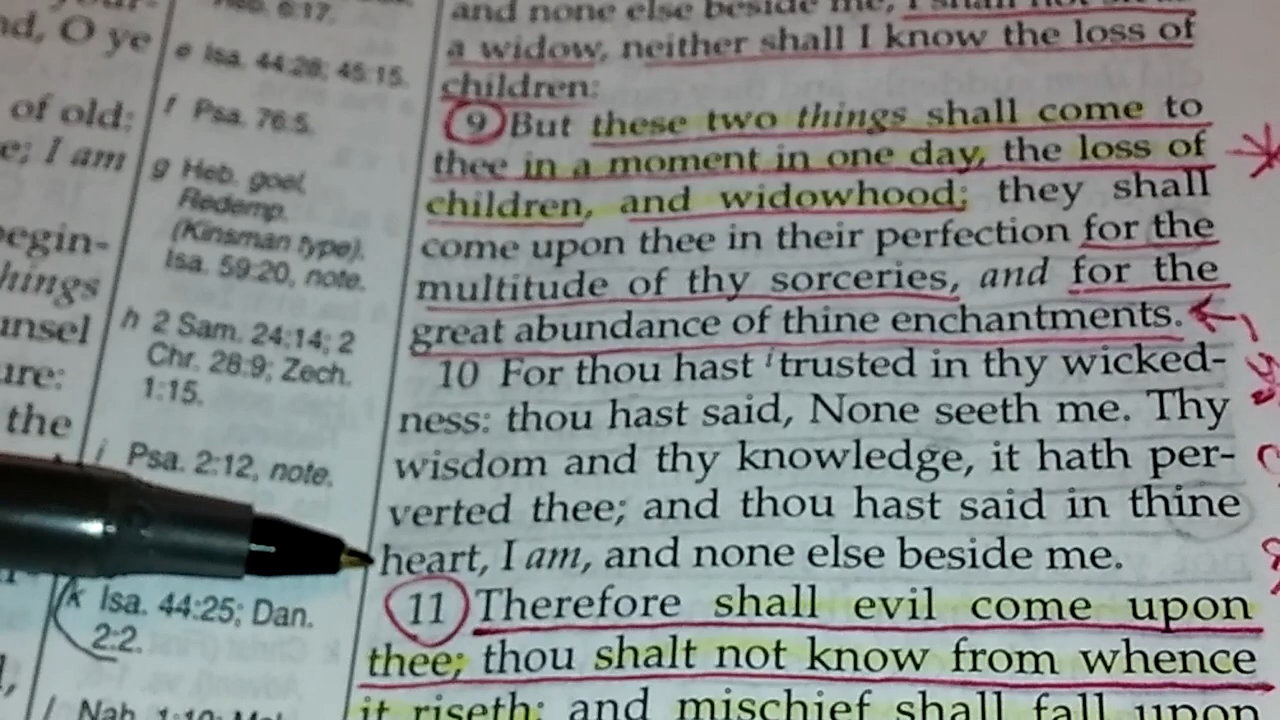 nd, O ye
of old:
e; I am
begin-
hings
unsel
ure:
the
6:17.
e Isa. 44:28; 45:15.
f Psa. 76:5.
g Heb. goel,
Redemp.
(Kinsman type).
Isa. 59:20, note.
h 2 Sam. 24:14; 2
Chr. 28:9; Zech.
1:15.
i Psa. 2:12, note.
k Isa. 44:25; Dan.
2:2.
l Nah.
and none else beside me, I shall not
a widow, neither shall I know the loss of
children:
9 But these two things shall come to
thee in a moment in one day, the loss of
children, and widowhood; they shall
come upon thee in their perfection for the
multitude of thy sorceries, and for the
great abundance of thine enchantments.
10 For thou hast i trusted in thy wicked-
ness: thou hast said, None seeth me. Thy
wisdom and thy knowledge, it hath per-
verted thee; and thou hast said in thine
heart, I am, and none else beside me.
11 Therefore shall evil come upon
thee; thou shalt not know from whence
it riseth: and mischief shall fall upon